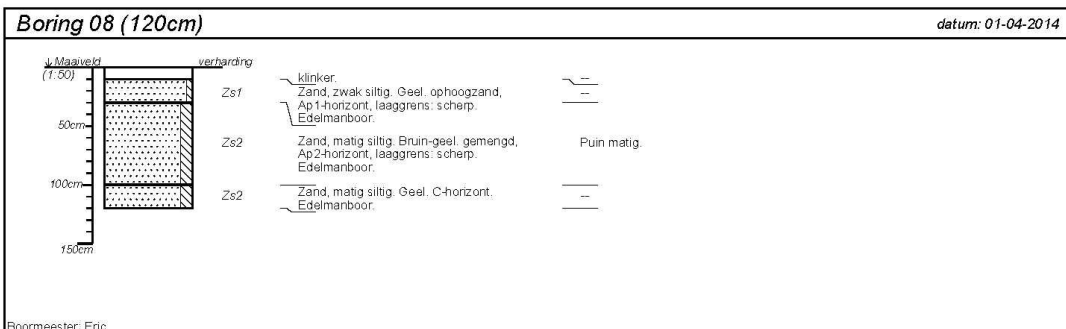 Boring 08 (120cm)
datum: 01-04-2014
↓ Maaiveld
verharding
(1:50)
klinker.
--
Zs1
Zand, zwak siltig. Geel. ophoogzand,
--
Ap1-horizont, laaggrens: scherp.
Edelmanboor.
50cm
Zs2
Zand, matig siltig. Bruin-geel. gemengd,
Puin matig.
Ap2-horizont, laaggrens: scherp.
Edelmanboor.
100cm
Zs2
Zand, matig siltig. Geel. C-horizont.
--
Edelmanboor.
150cm
Boormeester: Eric